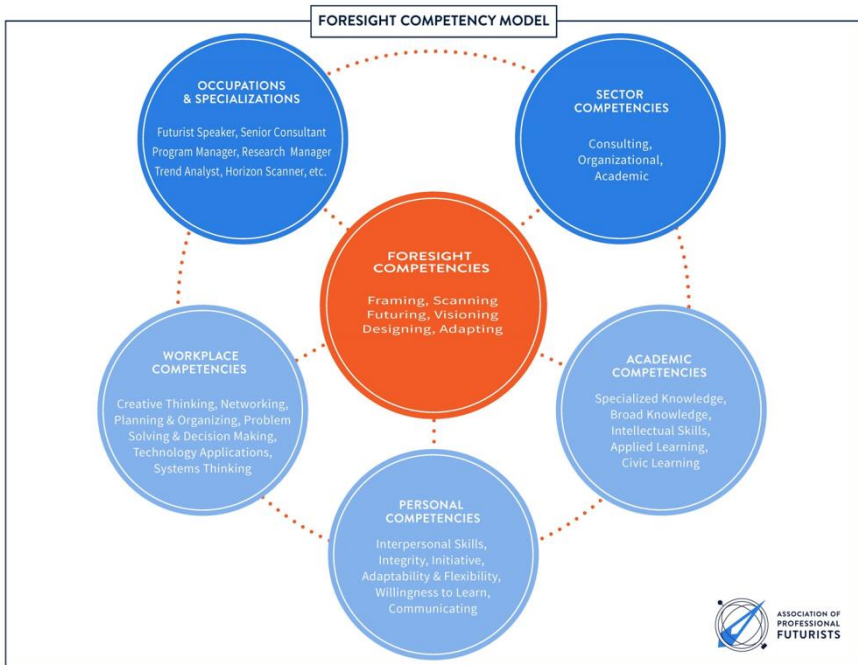 FORESIGHT COMPETENCY MODEL
OCCUPATIONS
& SPECIALIZATIONS
Futurist Speaker, Senior Consultant
Program Manager, Research Manager
Trend Analyst, Horizon Scanner, etc.
SECTOR
COMPETENCIES
Consulting,
Organizational,
Academic
FORESIGHT
COMPETENCIES
Framing, Scanning
Futuring, Visioning
Designing, Adapting
WORKPLACE
COMPETENCIES
Creative Thinking, Networking,
Planning & Organizing, Problem
Solving & Decision Making,
Technology Applications,
Systems Thinking
ACADEMIC
COMPETENCIES
Specialized Knowledge,
Broad Knowledge,
Intellectual Skills,
Applied Learning,
Civic Learning
PERSONAL
COMPETENCIES
Interpersonal Skills,
Integrity, Initiative,
Adaptability & Flexibility,
Willingness to Learn,
Communicating
ASSOCIATION OF
PROFESSIONAL
FUTURISTS